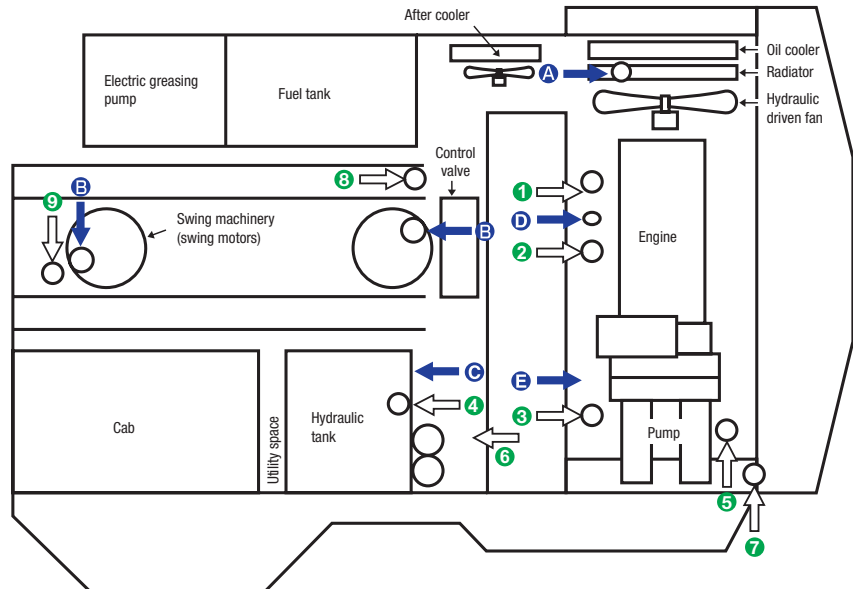 After cooler
Oil cooler
Radiator
Hydraulic
driven fan
A
Electric greasing
pump
Fuel tank
Control
valve
8
1
B
9
Swing machinery
(swing motors)
B
D
2
Engine
C
E
4
3
Cab
Utility space
Hydraulic
tank
6
Pump
5
7